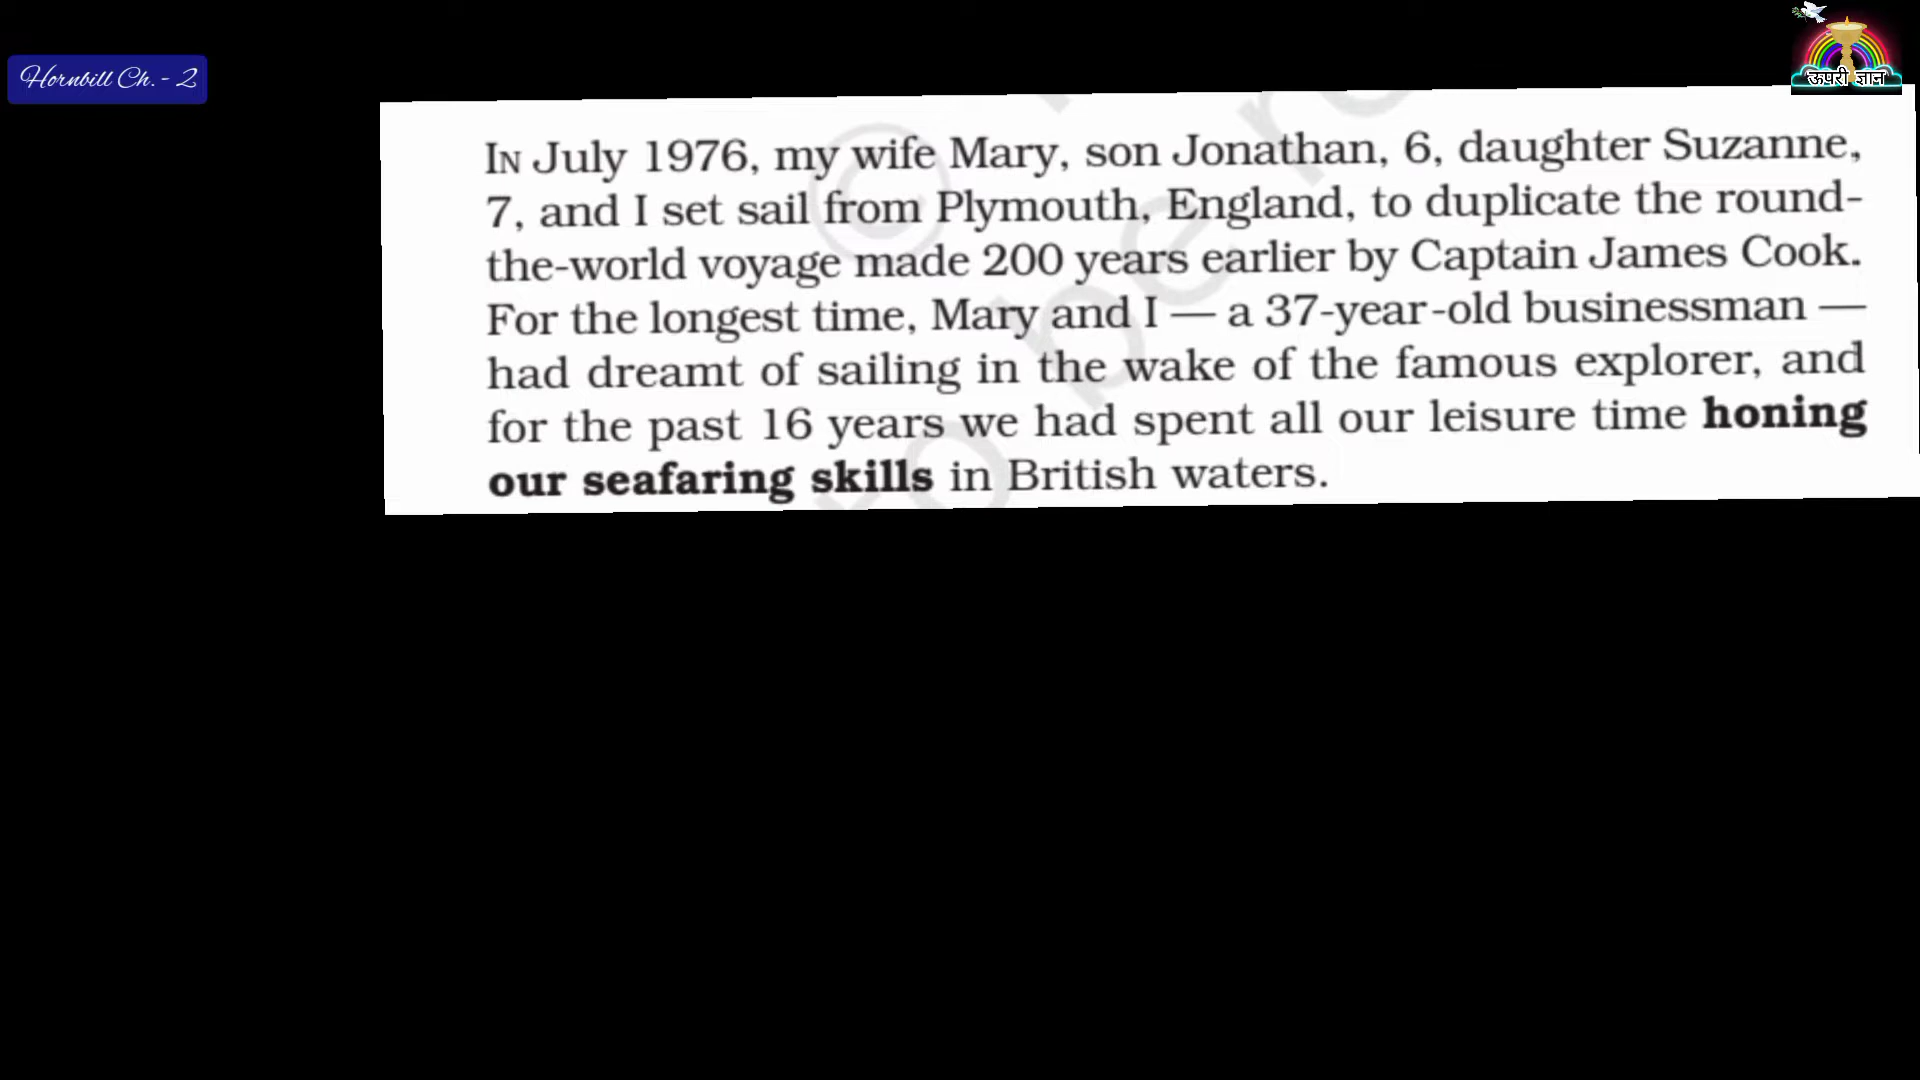 Hornbill Ch. - 2
ऊपरी ज्ञान
IN July 1976, my wife Mary, son Jonathan, 6, daughter Suzanne,
7, and I set sail from Plymouth, England, to duplicate the round-
the-world voyage made 200 years earlier by Captain James Cook.
For the longest time, Mary and I — a 37-year-old businessman —
had dreamt of sailing in the wake of the famous explorer, and
for the past 16 years we had spent all our leisure time honing
our seafaring skills in British waters.